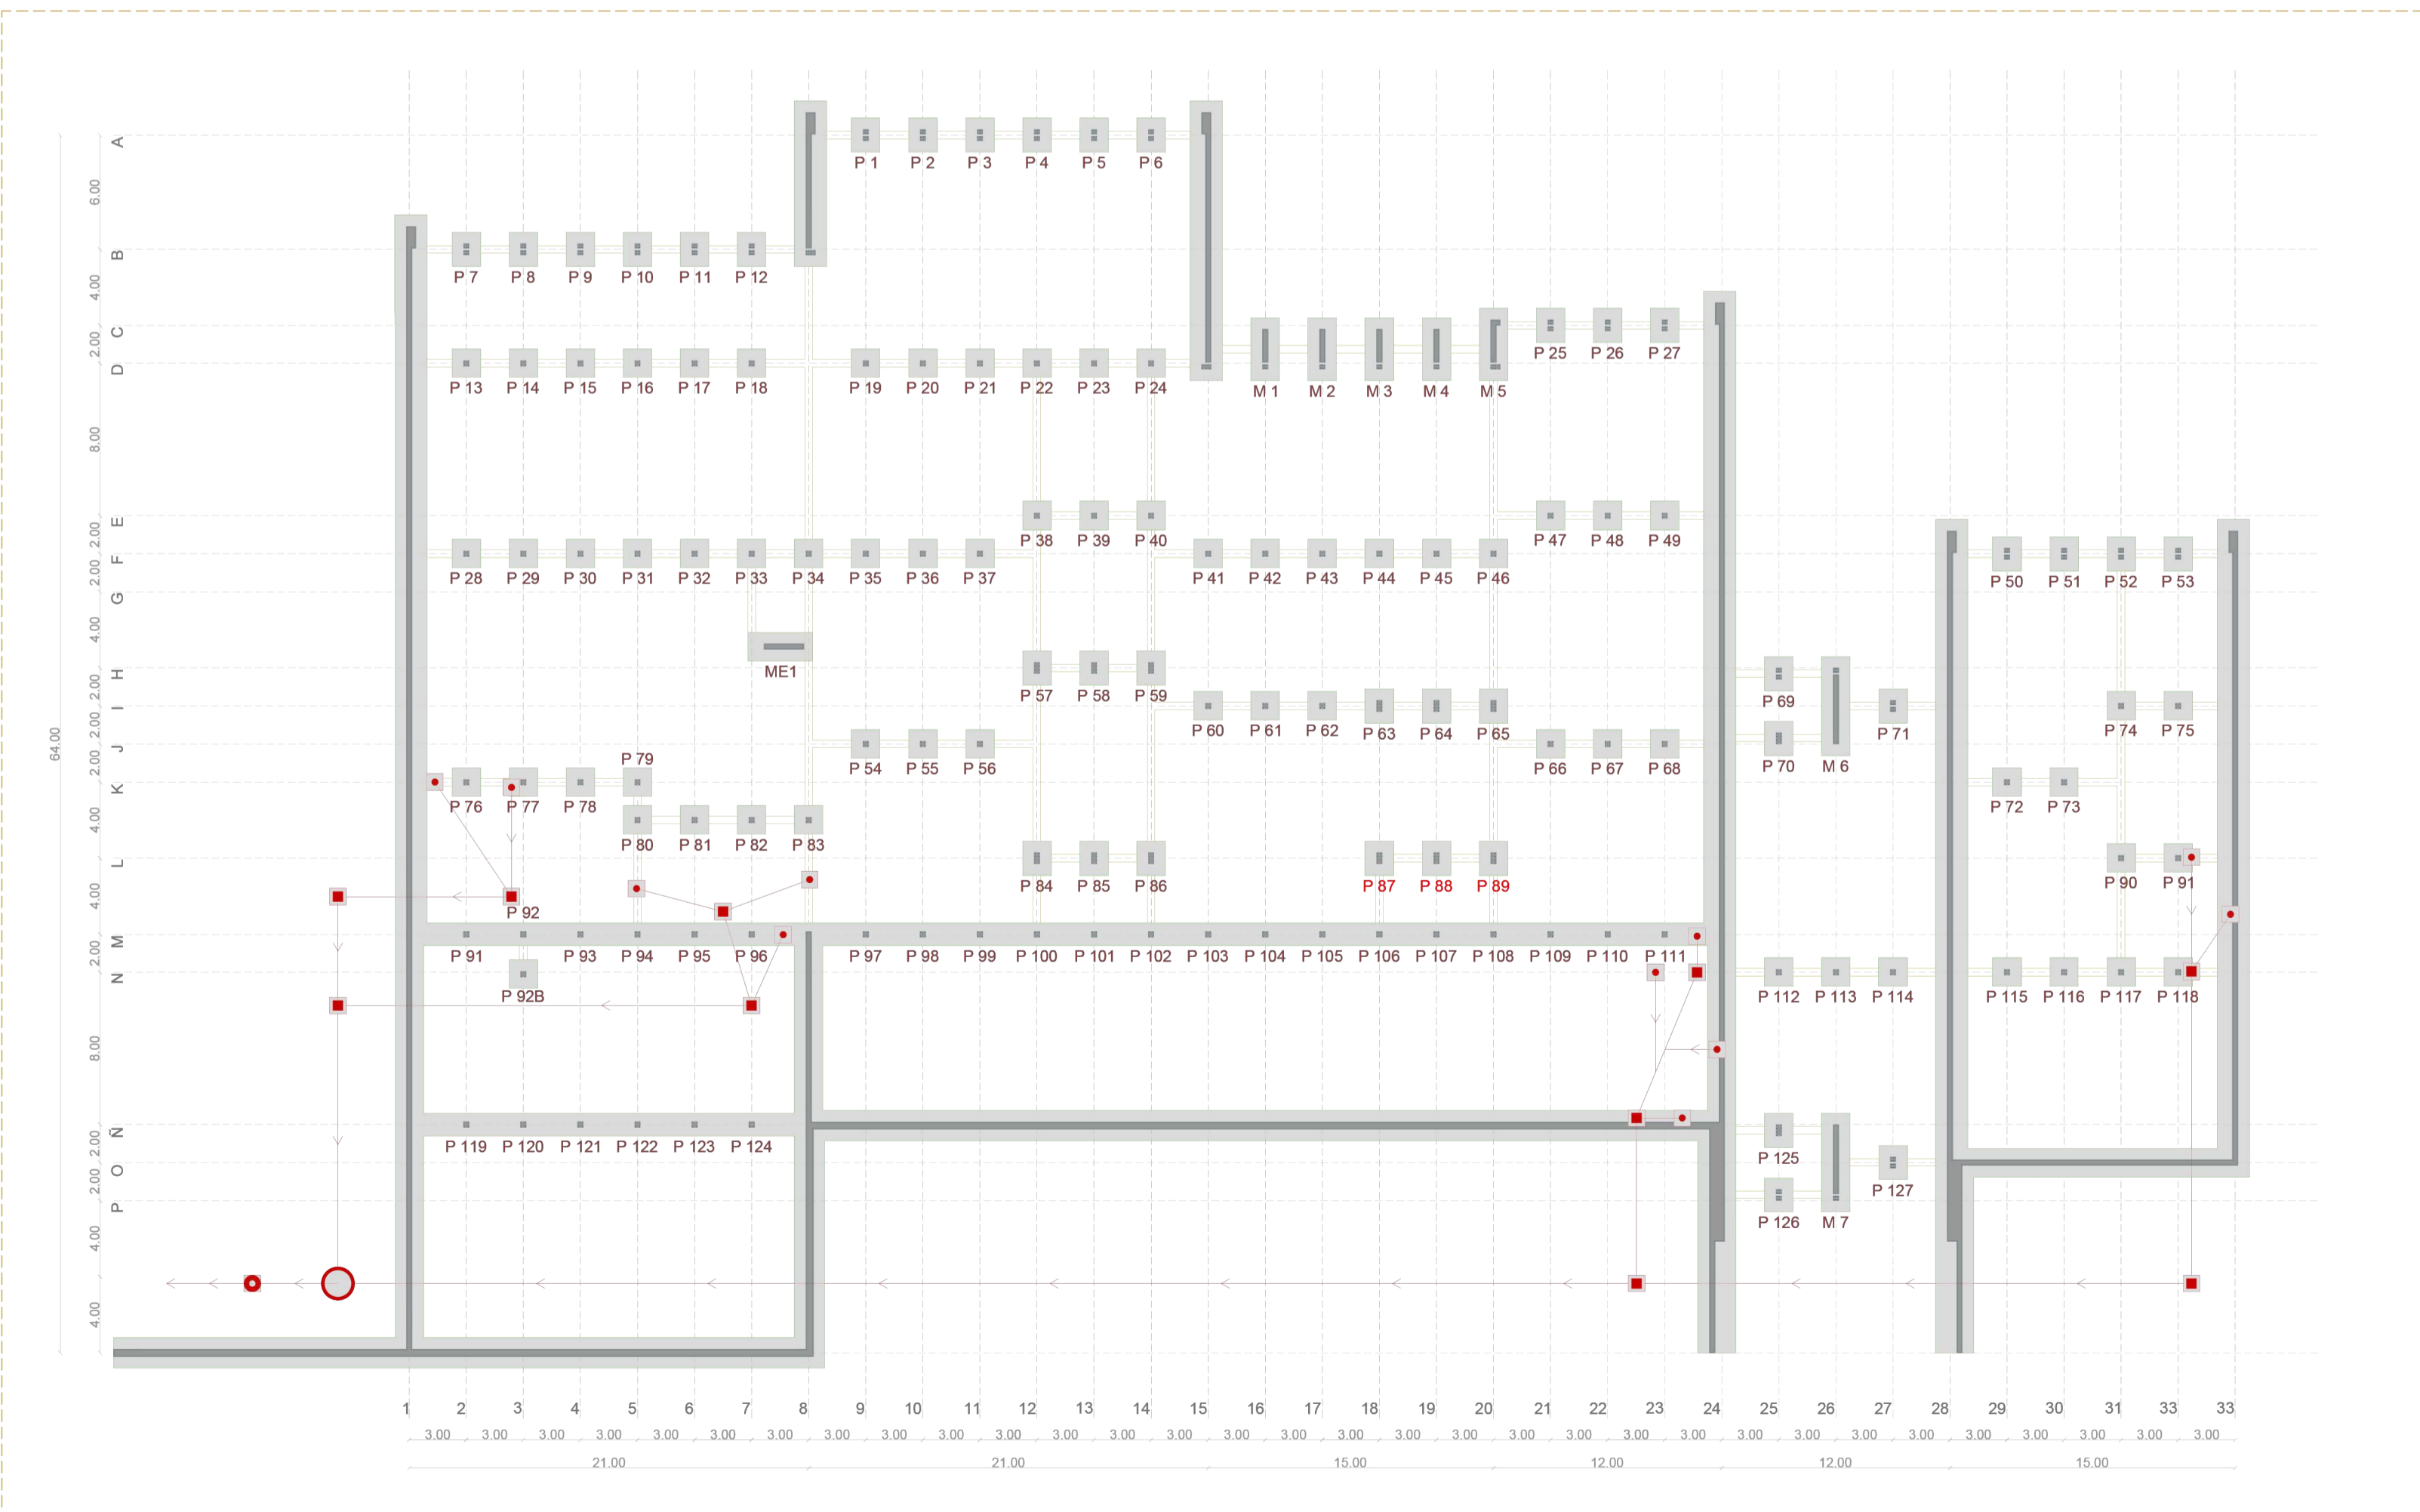 A
P 1 P 2 P 3 P 4 P 5 P 6
6.00
B
P 7 P 8 P 9 P 10 P 11 P 12
4.00
C
2.00
P 25 P 26 P 27
D
P 13 P 14 P 15 P 16 P 17 P 18 P 19 P 20 P 21 P 22 P 23 P 24 M 1 M 2 M 3 M 4 M 5
8.00
E
2.00
P 38 P 39 P 40 P 47 P 48 P 49
F
P 28 P 29 P 30 P 31 P 32 P 33 P 34 P 35 P 36 P 37 P 41 P 42 P 43 P 44 P 45 P 46 P 50 P 51 P 52 P 53
2.00
G
4.00
ME1
H
2.00
P 57 P 58 P 59 P 69
I
2.00
P 60 P 61 P 62 P 63 P 64 P 65 P 71 P 74 P 75
64.00
J
2.00
P 79 P 54 P 55 P 56 P 66 P 67 P 68 P 70 M 6
K
P 76 P 77 P 78 P 72 P 73
4.00
P 80 P 81 P 82 P 83
L
P 84 P 85 P 86 P 87 P 88 P 89 P 90 P 91
4.00
P 92
M
2.00
P 91 P 93 P 94 P 95 P 96 P 97 P 98 P 99 P 100 P 101 P 102 P 103 P 104 P 105 P 106 P 107 P 108 P 109 P 110 P 111
N
P 92B P 112 P 113 P 114 P 115 P 116 P 117 P 118
8.00
Ñ
2.00
P 119 P 120 P 121 P 122 P 123 P 124 P 125
O
2.00
P 127
P
P 126 M 7
4.00
4.00
1 2 3 4 5 6 7 8 9 10 11 12 13 14 15 16 17 18 19 20 21 22 23 24 25 26 27 28 29 30 31 33 33
3.00 3.00 3.00 3.00 3.00 3.00 3.00 3.00 3.00 3.00 3.00 3.00 3.00 3.00 3.00 3.00 3.00 3.00 3.00 3.00 3.00 3.00 3.00 3.00 3.00 3.00 3.00 3.00 3.00 3.00 3.00 3.00
21.00 21.00 15.00 12.00 12.00 15.00